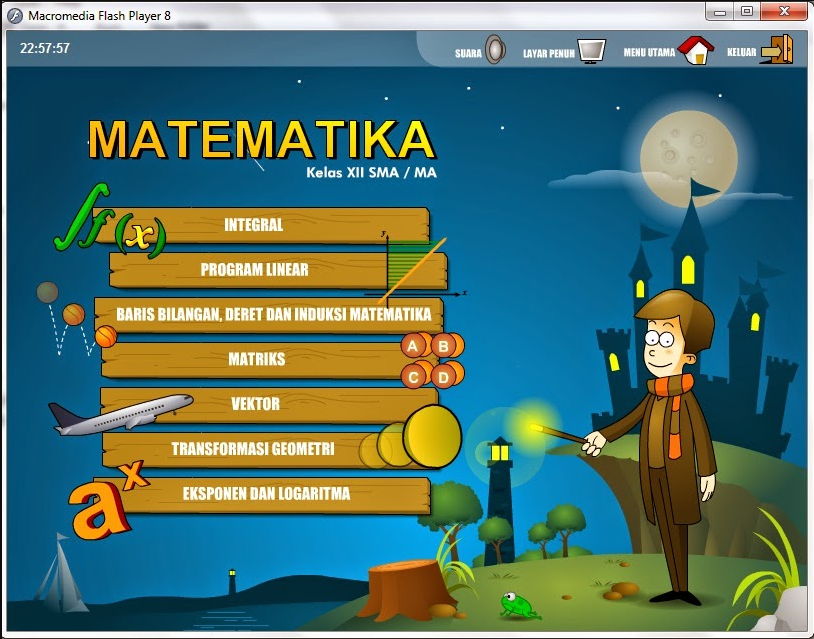 Macromedia Flash Player 8
22:57:57
SUARA
LAYAR PENUH
MENU UTAMA
KELUAR
MATEMATIKA
Kelas XII SMA / MA
∫f(x)
INTEGRAL
y
PROGRAM LINEAR
x
BARIS BILANGAN, DERET DAN INDUKSI MATEMATIKA
A B
MATRIKS
C D
VEKTOR
TRANSFORMASI GEOMETRI
aˣ
EKSPONEN DAN LOGARITMA